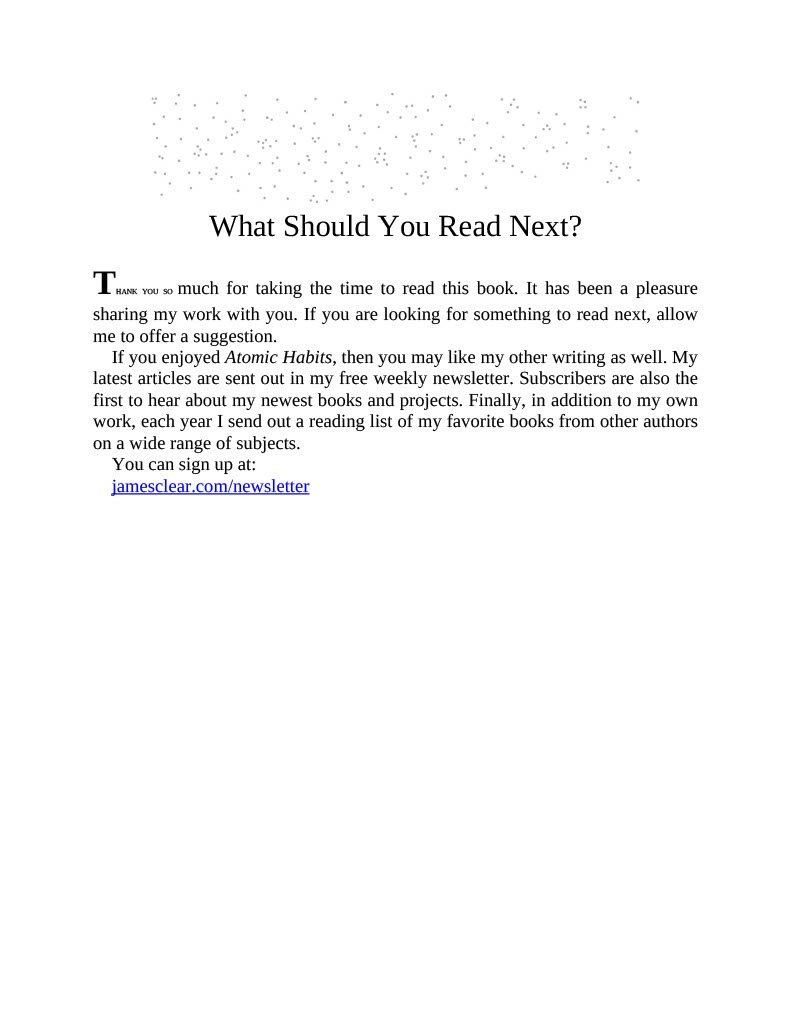 What Should You Read Next?
THANK YOU SO much for taking the time to read this book. It has been a pleasure
sharing my work with you. If you are looking for something to read next, allow
me to offer a suggestion.
If you enjoyed Atomic Habits, then you may like my other writing as well. My
latest articles are sent out in my free weekly newsletter. Subscribers are also the
first to hear about my newest books and projects. Finally, in addition to my own
work, each year I send out a reading list of my favorite books from other authors
on a wide range of subjects.
You can sign up at:
jamesclear.com/newsletter